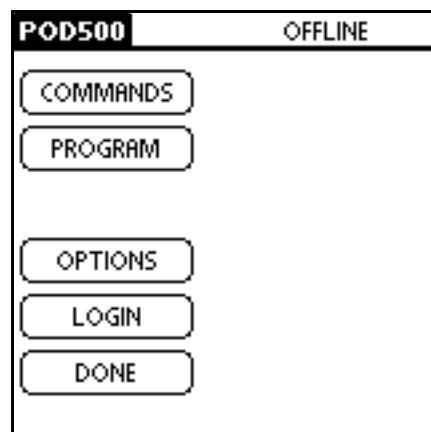 POD500 OFFLINE
COMMANDS
PROGRAM
OPTIONS
LOGIN
DONE